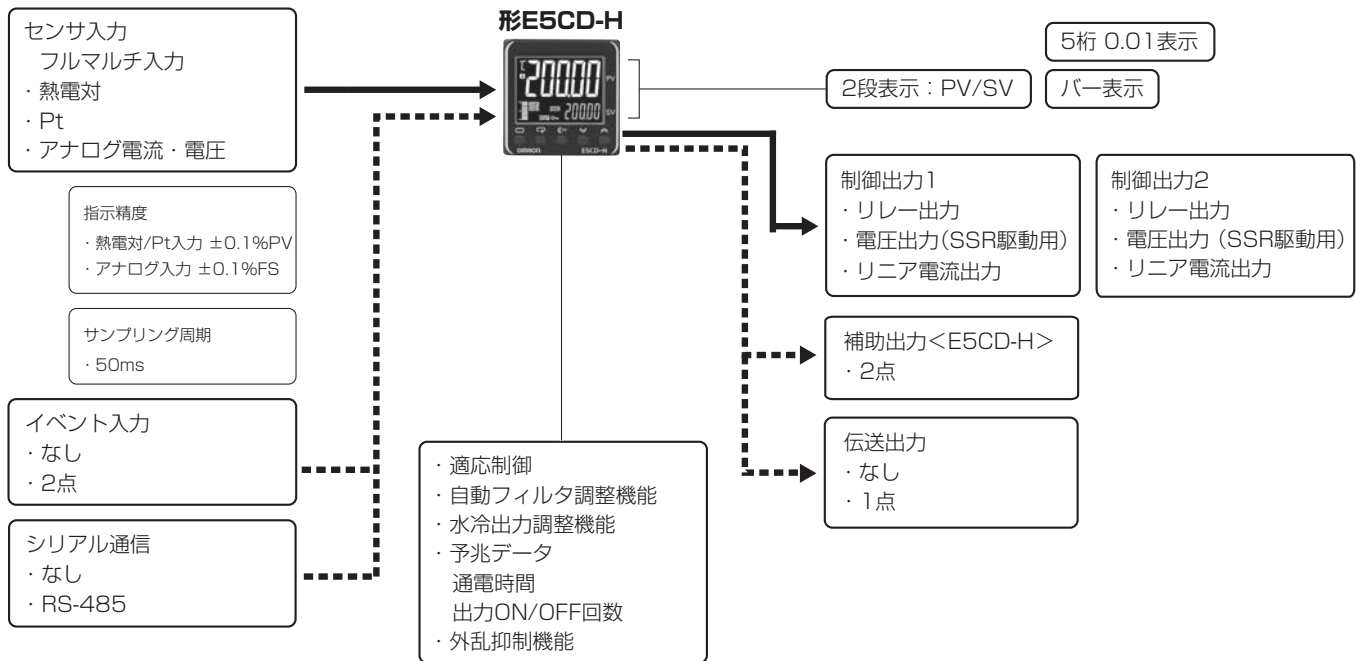 センサ入力
フルマルチ入力
・熱電対
・Pt
・アナログ電流・電圧
指示精度
・熱電対/Pt入力 ±0.1%PV
・アナログ入力 ±0.1%FS
サンプリング周期
・50ms
イベント入力
・なし
・2点
シリアル通信
・なし
・RS-485
形E5CD-H
200.00
PV
200.00
SV
OMRON
E5CD-H
・適応制御
・自動フィルタ調整機能
・水冷出力調整機能
・予兆データ
通電時間
出力ON/OFF回数
・外乱抑制機能
5桁 0.01表示
2段表示：PV/SV
バー表示
制御出力1
・リレー出力
・電圧出力(SSR駆動用)
・リニア電流出力
制御出力2
・リレー出力
・電圧出力 (SSR駆動用)
・リニア電流出力
補助出力<E5CD-H>
・2点
伝送出力
・なし
・1点